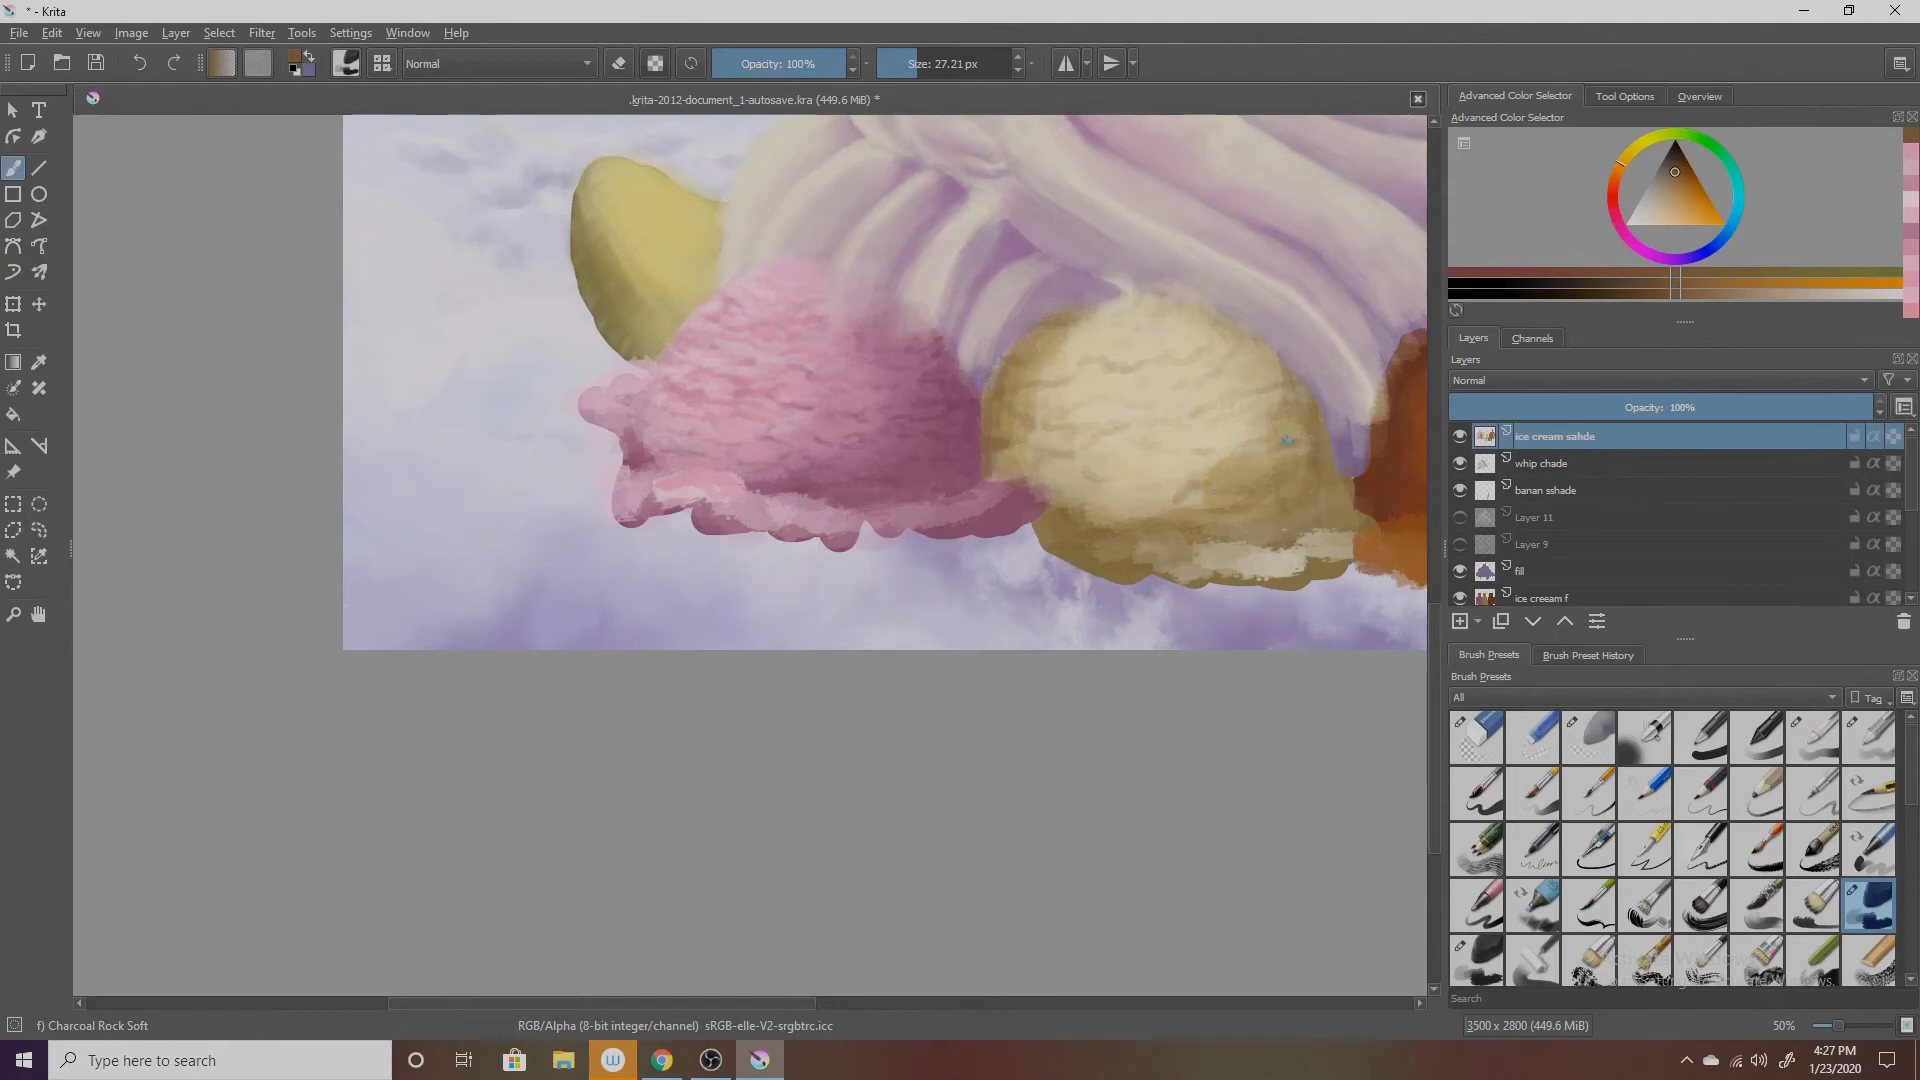 * - Krita
File Edit View Image Layer Select Filter Tools Settings Window Help
Normal Opacity: 100% Size: 27.21 px
.krita-2012-document_1-autosave.kra (449.6 MiB) *
Advanced Color Selector Tool Options Overview
Advanced Color Selector
Layers Channels
Layers
Normal
Opacity: 100%
ice cream sahde
whip chade
banan sshade
Layer 11
Layer 9
fill
ice creeam f
Brush Presets Brush Preset History
Brush Presets
All Tag
Activate Windows
Search
f) Charcoal Rock Soft RGB/Alpha (8-bit integer/channel) sRGB-elle-V2-srgbtrc.icc 3500 x 2800 (449.6 MiB) 50%
Type here to search
4:27 PM
1/23/2020